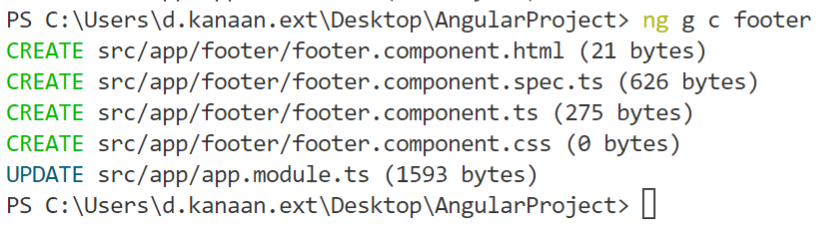 PS C:\Users\d.kanaan.ext\Desktop\AngularProject> ng g c footer
CREATE src/app/footer/footer.component.html (21 bytes)
CREATE src/app/footer/footer.component.spec.ts (626 bytes)
CREATE src/app/footer/footer.component.ts (275 bytes)
CREATE src/app/footer/footer.component.css (0 bytes)
UPDATE src/app/app.module.ts (1593 bytes)
PS C:\Users\d.kanaan.ext\Desktop\AngularProject>